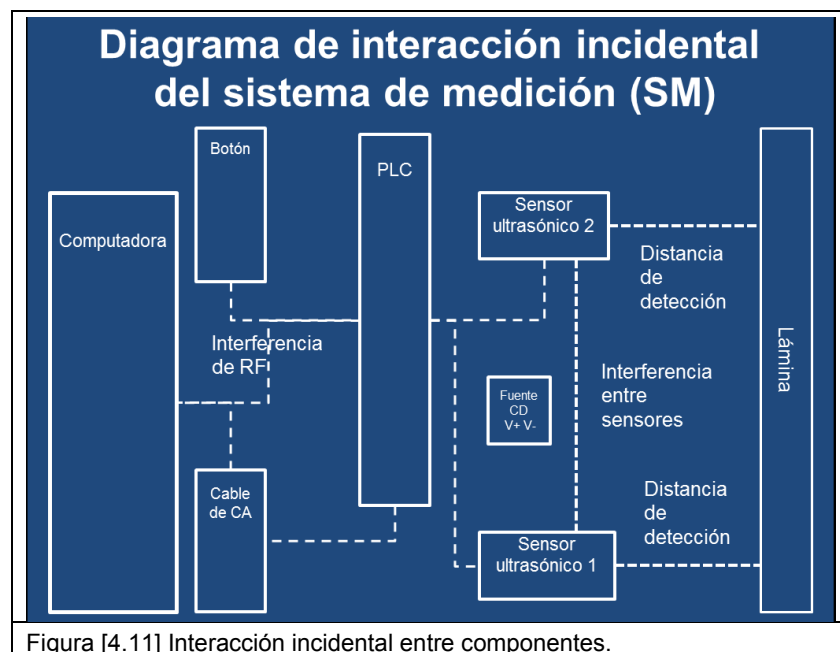 Diagrama de interacción incidental
del sistema de medición (SM)
Botón
PLC
Sensor
ultrasónico 2
Computadora
Distancia
de
detección
Interferencia
de RF
Lámina
Interferencia
entre
sensores
Fuente
CD
V+ V-
Cable
de CA
Distancia
de
detección
Sensor
ultrasónico 1
Figura [4.11] Interacción incidental entre componentes.